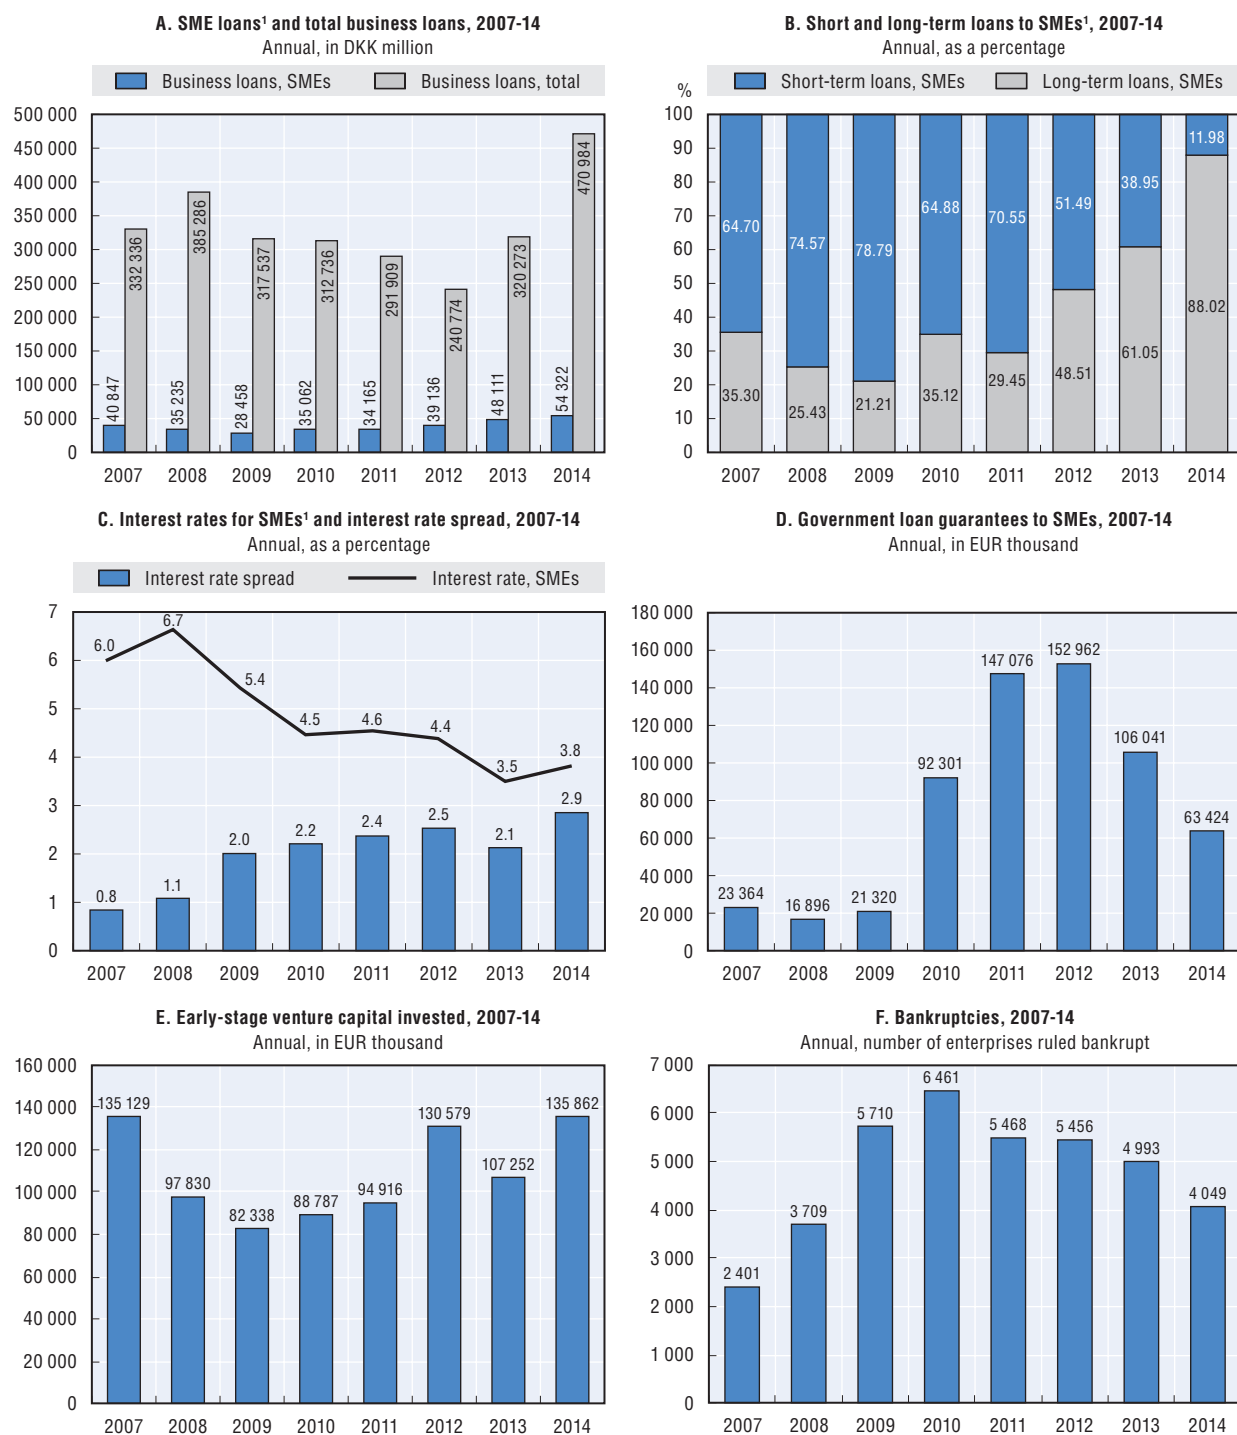 A. SME loans¹ and total business loans, 2007-14
Annual, in DKK million
Business loans, SMEs Business loans, total
500 000
450 000
400 000
350 000
300 000
250 000
200 000
150 000
100 000
50 000
0
40 847 332 336 35 235 385 286 28 458 317 537 35 062 312 736 34 165 291 909 39 136 240 774 48 111 320 273 54 322 470 984
2007 2008 2009 2010 2011 2012 2013 2014
B. Short and long-term loans to SMEs¹, 2007-14
Annual, as a percentage
Short-term loans, SMEs Long-term loans, SMEs
%
100
90
80
70
60
50
40
30
20
10
0
64.70 74.57 78.79 64.88 70.55 51.49 38.95 11.98
35.30 25.43 21.21 35.12 29.45 48.51 61.05 88.02
2007 2008 2009 2010 2011 2012 2013 2014
C. Interest rates for SMEs¹ and interest rate spread, 2007-14
Annual, as a percentage
Interest rate spread Interest rate, SMEs
7
6
5
4
3
2
1
0
6.0 6.7 5.4 4.5 4.6 4.4 3.5 3.8
0.8 1.1 2.0 2.2 2.4 2.5 2.1 2.9
2007 2008 2009 2010 2011 2012 2013 2014
D. Government loan guarantees to SMEs, 2007-14
Annual, in EUR thousand
180 000
160 000
140 000
120 000
100 000
80 000
60 000
40 000
20 000
0
23 364 16 896 21 320 92 301 147 076 152 962 106 041 63 424
2007 2008 2009 2010 2011 2012 2013 2014
E. Early-stage venture capital invested, 2007-14
Annual, in EUR thousand
160 000
140 000
120 000
100 000
80 000
60 000
40 000
20 000
0
135 129 97 830 82 338 88 787 94 916 130 579 107 252 135 862
2007 2008 2009 2010 2011 2012 2013 2014
F. Bankruptcies, 2007-14
Annual, number of enterprises ruled bankrupt
7 000
6 000
5 000
4 000
3 000
2 000
1 000
0
2 401 3 709 5 710 6 461 5 468 5 456 4 993 4 049
2007 2008 2009 2010 2011 2012 2013 2014